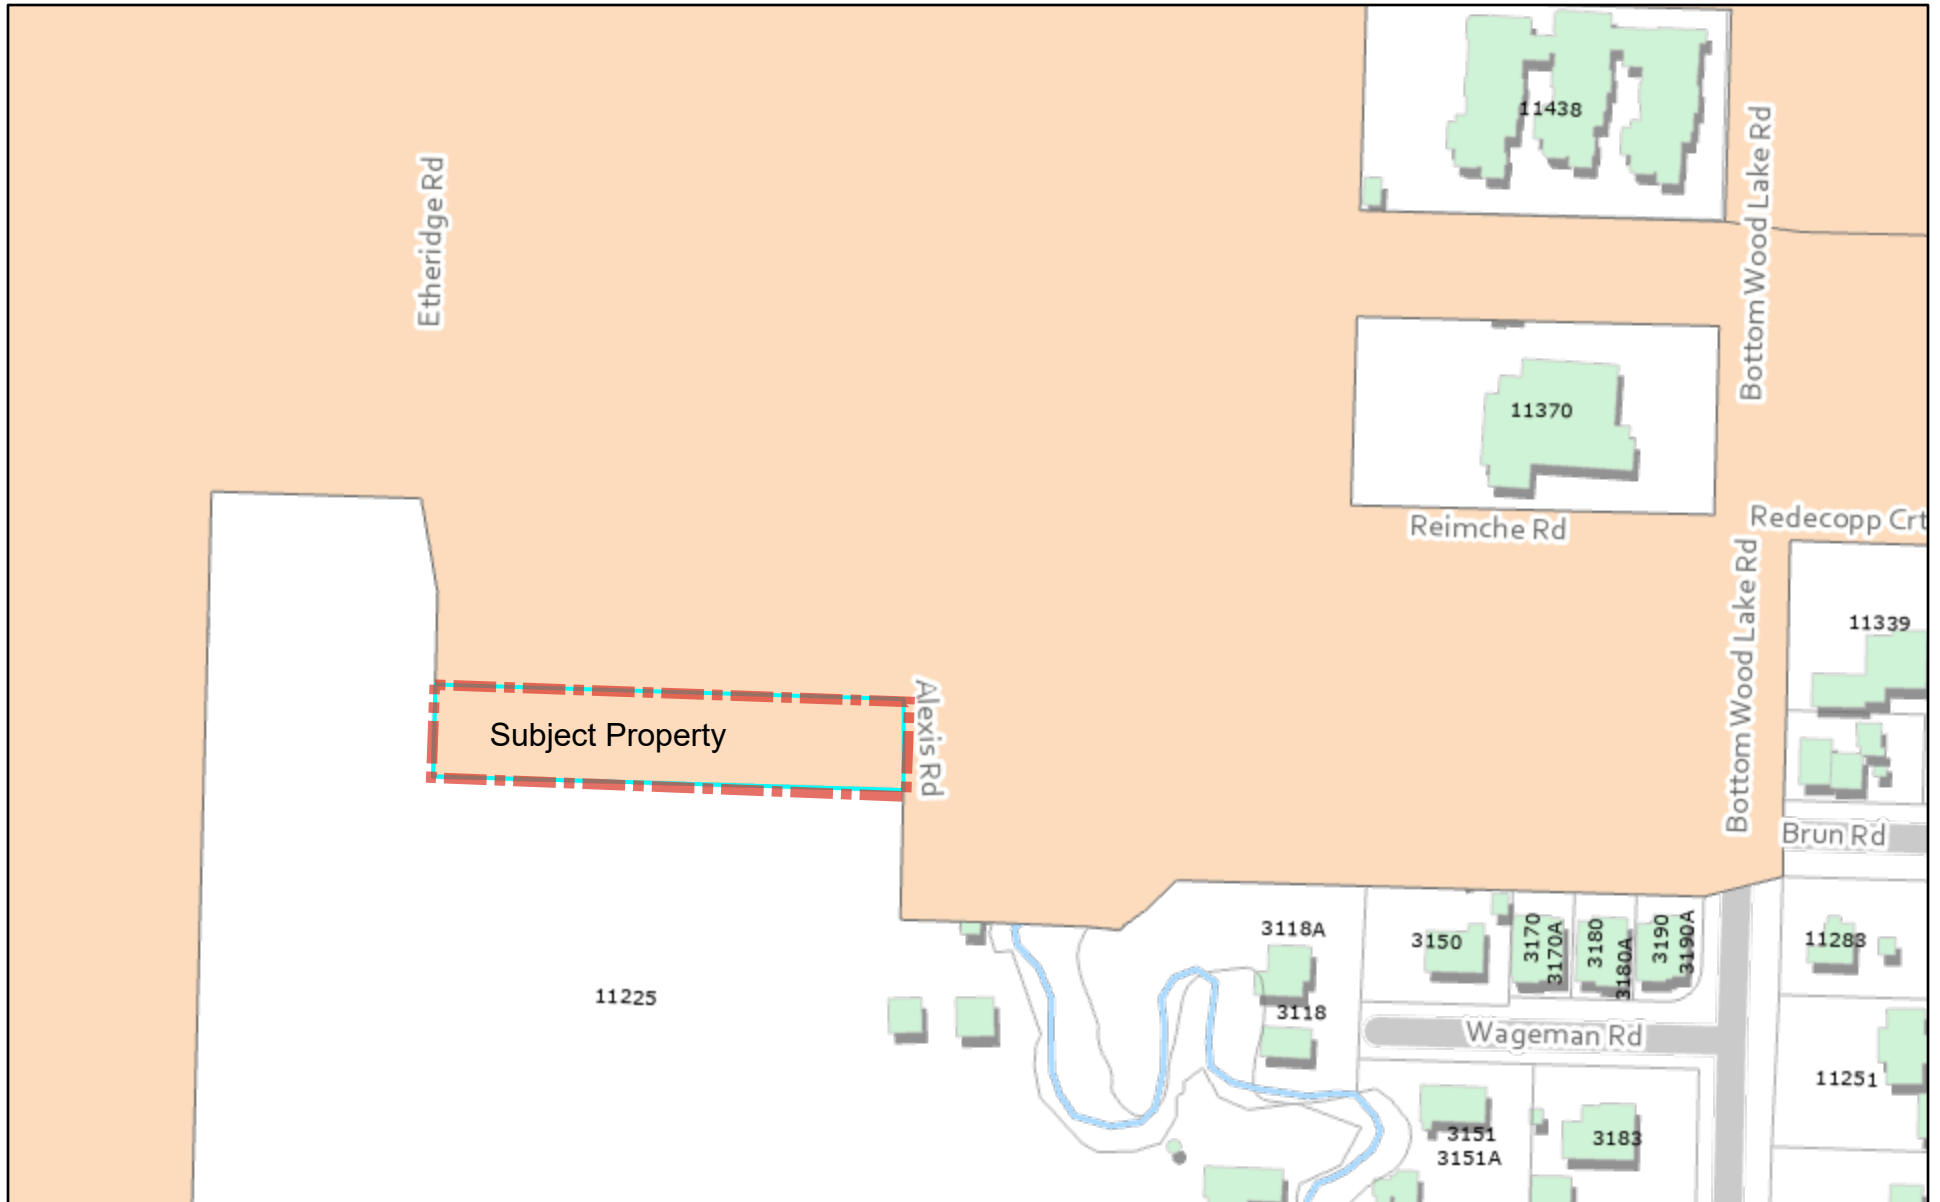 11438
Bottom Wood Lake Rd
Etheridge Rd
11370
Reimche Rd
Redecopp Crt
Bottom Wood Lake Rd
11339
Subject Property
Alexis Rd
Brun Rd
3118A
3150
3170
3170A
3180
3180A
3190
3190A
11283
11225
3118
Wageman Rd
11251
3151
3151A
3183